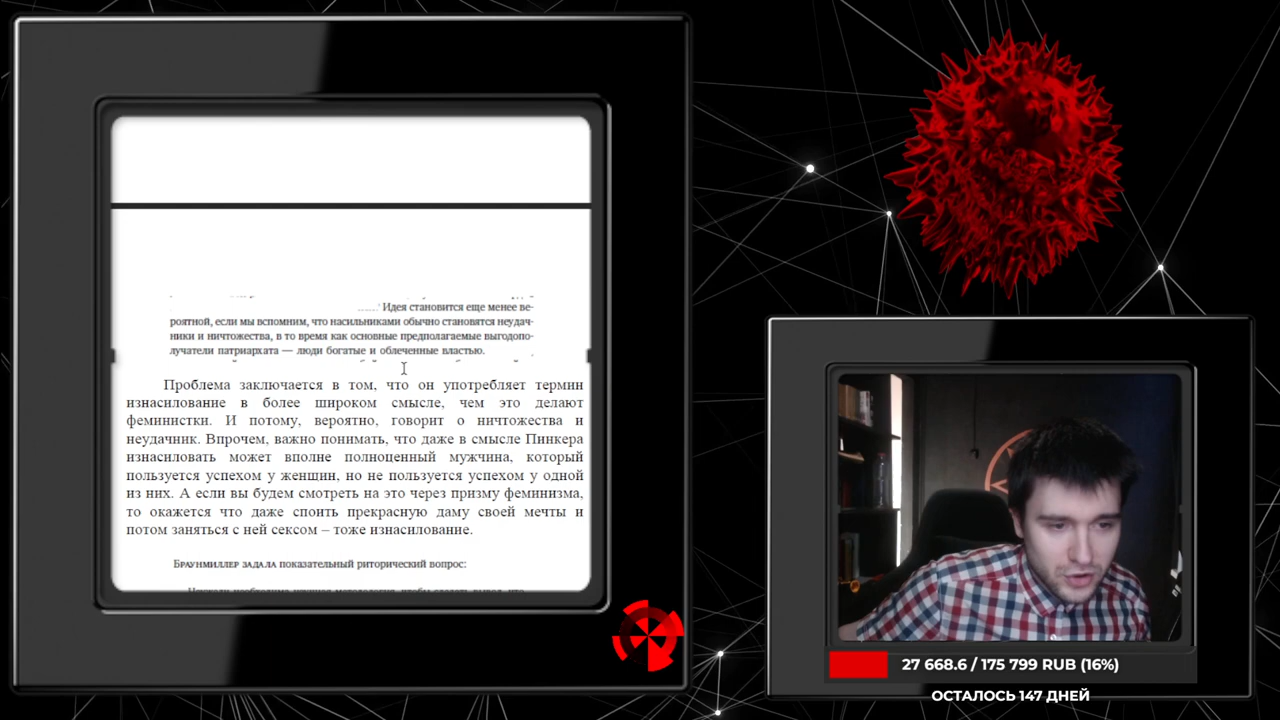 Идея становится еще менее ве-
роятной, если мы вспомним, что насильниками обычно становятся неудач-
ники и ничтожества, в то время как основные предполагаемые выгодопо-
лучатели патриархата — люди богатые и облеченные властью.
Проблема заключается в том, что он употребляет термин
изнасилование в более широком смысле, чем это делают
феминистки. И потому, вероятно, говорит о ничтожества и
неудачник. Впрочем, важно понимать, что даже в смысле Пинкера
изнасиловать может вполне полноценный мужчина, который
пользуется успехом у женщин, но не пользуется успехом у одной
из них. А если вы будем смотреть на это через призму феминизма,
то окажется что даже споить прекрасную даму своей мечты и
потом заняться с ней сексом – тоже изнасилование.
БРАУНМИЛЛЕР ЗАДАЛА показательный риторический вопрос:
27 668.6 / 175 799 RUB (16%)
ОСТАЛОСЬ 147 ДНЕЙ